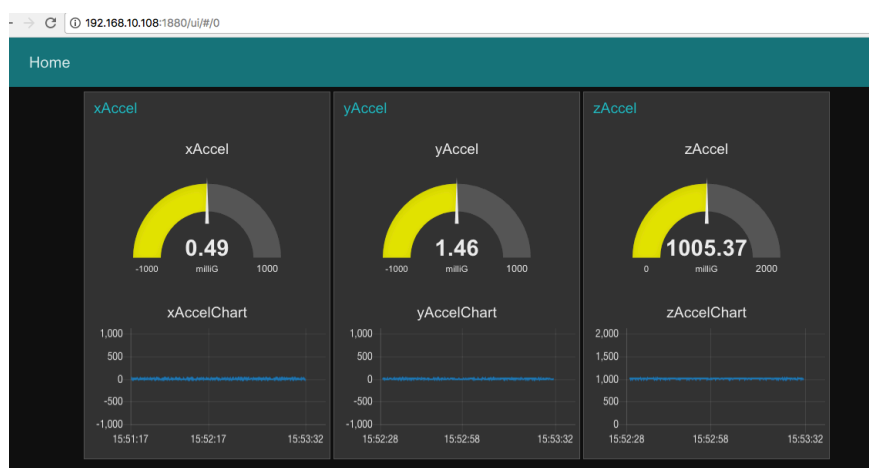 192.168.10.108:1880/ui/#/0
Home
xAccel
xAccel
0.49
-1000 milliG 1000
xAccelChart
1,000
500
0
-500
-1,000
15:51:17 15:52:17 15:53:32
yAccel
yAccel
1.46
-1000 milliG 1000
yAccelChart
1,000
500
0
-500
-1,000
15:52:28 15:52:58 15:53:32
zAccel
zAccel
1005.37
0 milliG 2000
zAccelChart
2,000
1,500
1,000
500
0
15:52:28 15:52:58 15:53:32